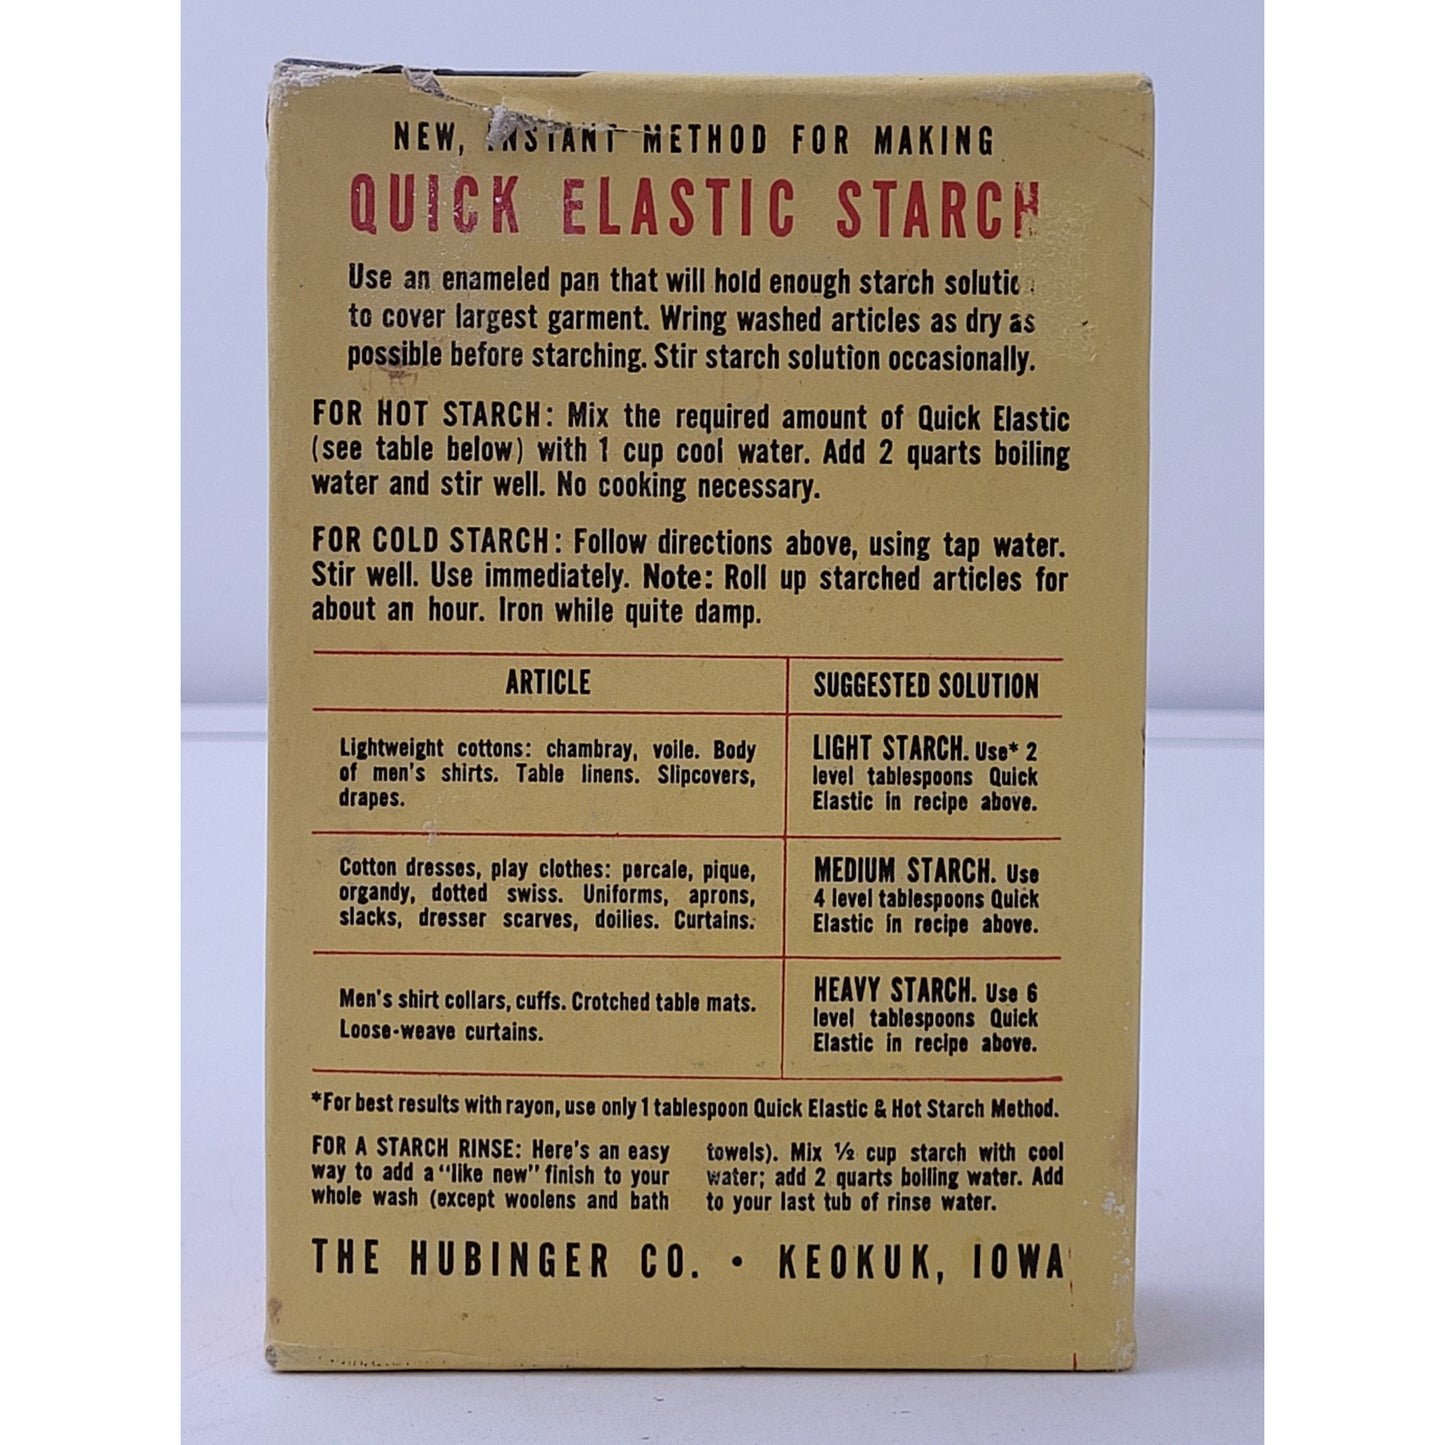 NEW, INSTANT METHOD FOR MAKING
QUICK ELASTIC STARCH
Use an enameled pan that will hold enough starch solutio
to cover largest garment. Wring washed articles as dry as
possible before starching. Stir starch solution occasionally.
FOR HOT STARCH: Mix the required amount of Quick Elastic
(see table below) with 1 cup cool water. Add 2 quarts boiling
water and stir well. No cooking necessary.
FOR COLD STARCH: Follow directions above, using tap water.
Stir well. Use immediately. Note: Roll up starched articles for
about an hour. Iron while quite damp.
ARTICLE
SUGGESTED SOLUTION
Lightweight cottons: chambray, voile. Body
of men's shirts. Table linens. Slipcovers,
drapes.
LIGHT STARCH. Use* 2
level tablespoons Quick
Elastic in recipe above.
Cotton dresses, play clothes: percale, pique,
organdy, dotted swiss. Uniforms, aprons,
slacks, dresser scarves, doilies. Curtains.
MEDIUM STARCH. Use
4 level tablespoons Quick
Elastic in recipe above.
Men's shirt collars, cuffs. Crotched table mats.
Loose-weave curtains.
HEAVY STARCH. Use 6
level tablespoons Quick
Elastic in recipe above.
*For best results with rayon, use only 1 tablespoon Quick Elastic & Hot Starch Method.
FOR A STARCH RINSE: Here's an easy
way to add a "like new" finish to your
whole wash (except woolens and bath
towels). Mix ½ cup starch with cool
water; add 2 quarts boiling water. Add
to your last tub of rinse water.
THE HUBINGER CO. • KEOKUK, IOWA